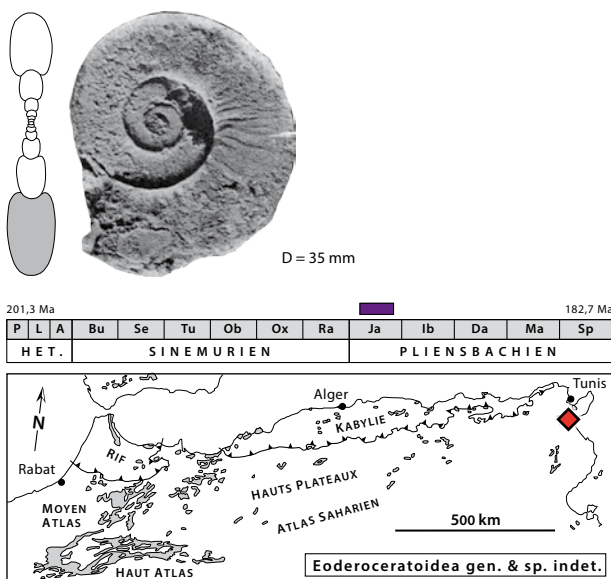 D = 35 mm
201,3 Ma 182,7 Ma
P L A Bu Se Tu Ob Ox Ra Ja Ib Da Ma Sp
HET. SINEMURIEN PLIENSBACHIEN
Tunis
Alger
N
KABYLIE
RIF
Rabat
HAUTS PLATEAUX
MOYEN
ATLAS
ATLAS SAHARIEN
500 km
HAUT ATLAS
Eoderoceratoidea gen. & sp. indet.